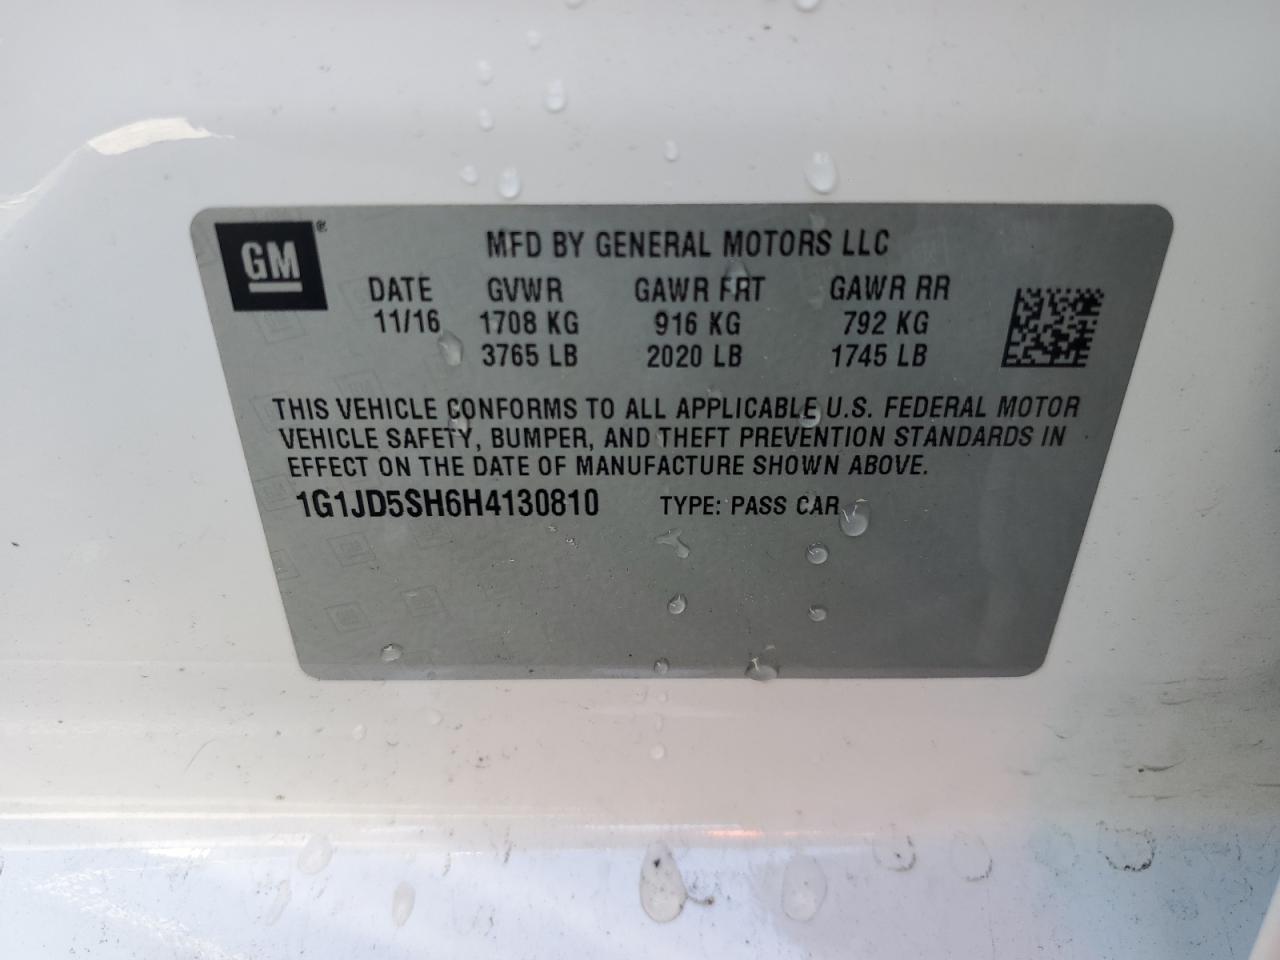 GM®
MFD BY GENERAL MOTORS LLC
DATE GVWR GAWR FRT GAWR RR
11/16 1708 KG 916 KG 792 KG
3765 LB 2020 LB 1745 LB
THIS VEHICLE CONFORMS TO ALL APPLICABLE U.S. FEDERAL MOTOR
VEHICLE SAFETY, BUMPER, AND THEFT PREVENTION STANDARDS IN
EFFECT ON THE DATE OF MANUFACTURE SHOWN ABOVE.
1G1JD5SH6H4130810 TYPE: PASS CAR